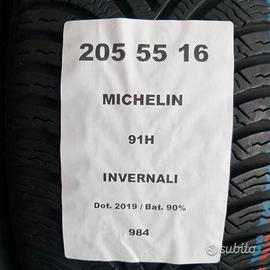 205 55 16
MICHELIN
91H
INVERNALI
Dot. 2019 / Bat. 90%
984
subito